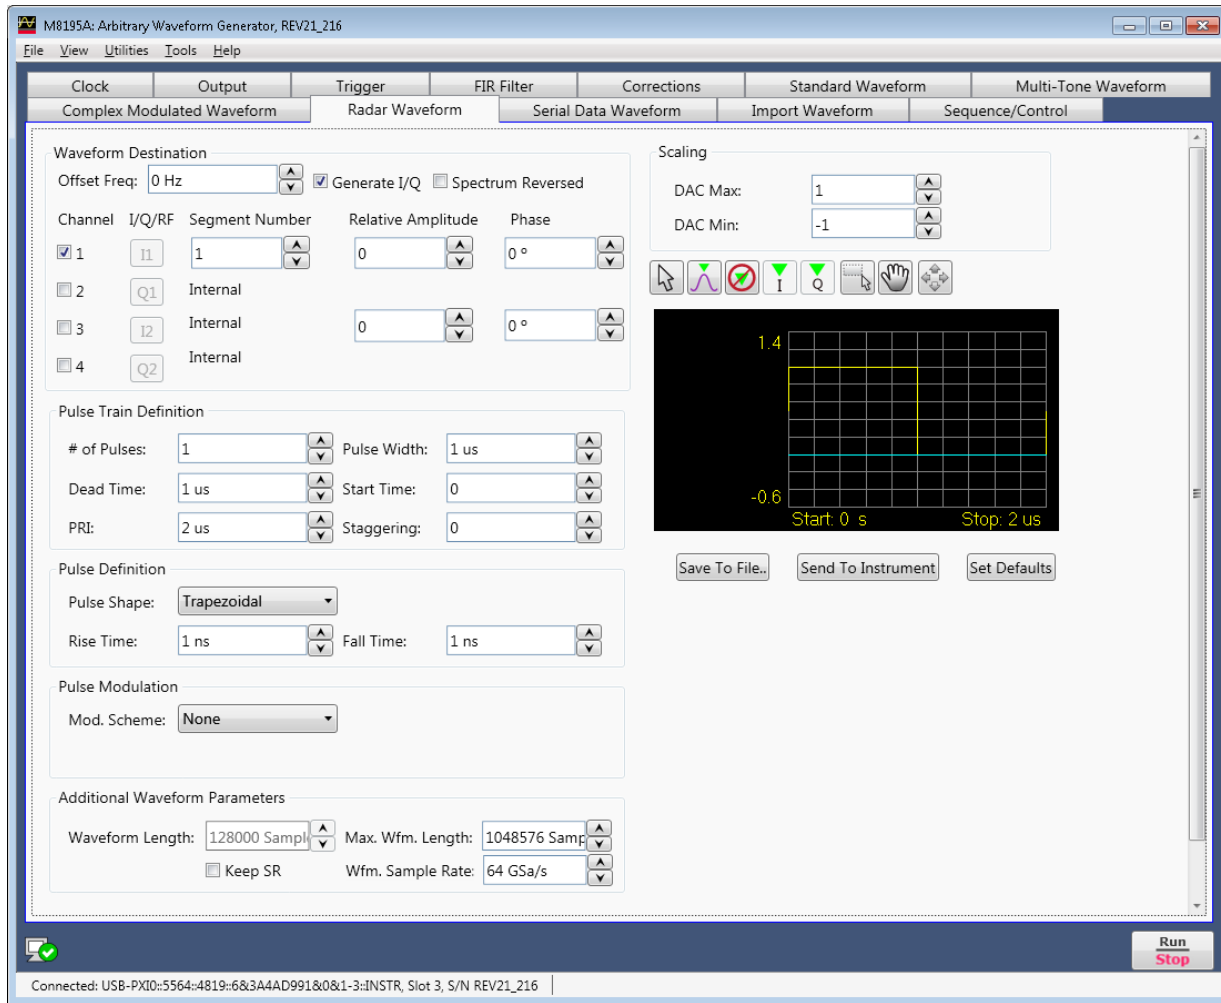 M8195A: Arbitrary Waveform Generator, REV21_216
File View Utilities Tools Help
Clock Output Trigger FIR Filter Corrections Standard Waveform Multi-Tone Waveform
Complex Modulated Waveform Radar Waveform Serial Data Waveform Import Waveform Sequence/Control
Waveform Destination
Offset Freq: 0 Hz Generate I/Q Spectrum Reversed
Channel I/Q/RF Segment Number Relative Amplitude Phase
1 I1 1 0 0 °
2 Q1 Internal
3 I2 Internal 0 0 °
4 Q2 Internal
Pulse Train Definition
# of Pulses: 1 Pulse Width: 1 us
Dead Time: 1 us Start Time: 0
PRI: 2 us Staggering: 0
Pulse Definition
Pulse Shape: Trapezoidal
Rise Time: 1 ns Fall Time: 1 ns
Pulse Modulation
Mod. Scheme: None
Additional Waveform Parameters
Waveform Length: 128000 Sampl Max. Wfm. Length: 1048576 Samp
Keep SR Wfm. Sample Rate: 64 GSa/s
Scaling
DAC Max: 1
DAC Min: -1
I Q
1.4
-0.6
Start: 0 s Stop: 2 us
Save To File.. Send To Instrument Set Defaults
Run
Stop
Connected: USB-PXI0::5564::4819::6&3A4AD991&0&1-3::INSTR, Slot 3, S/N REV21_216